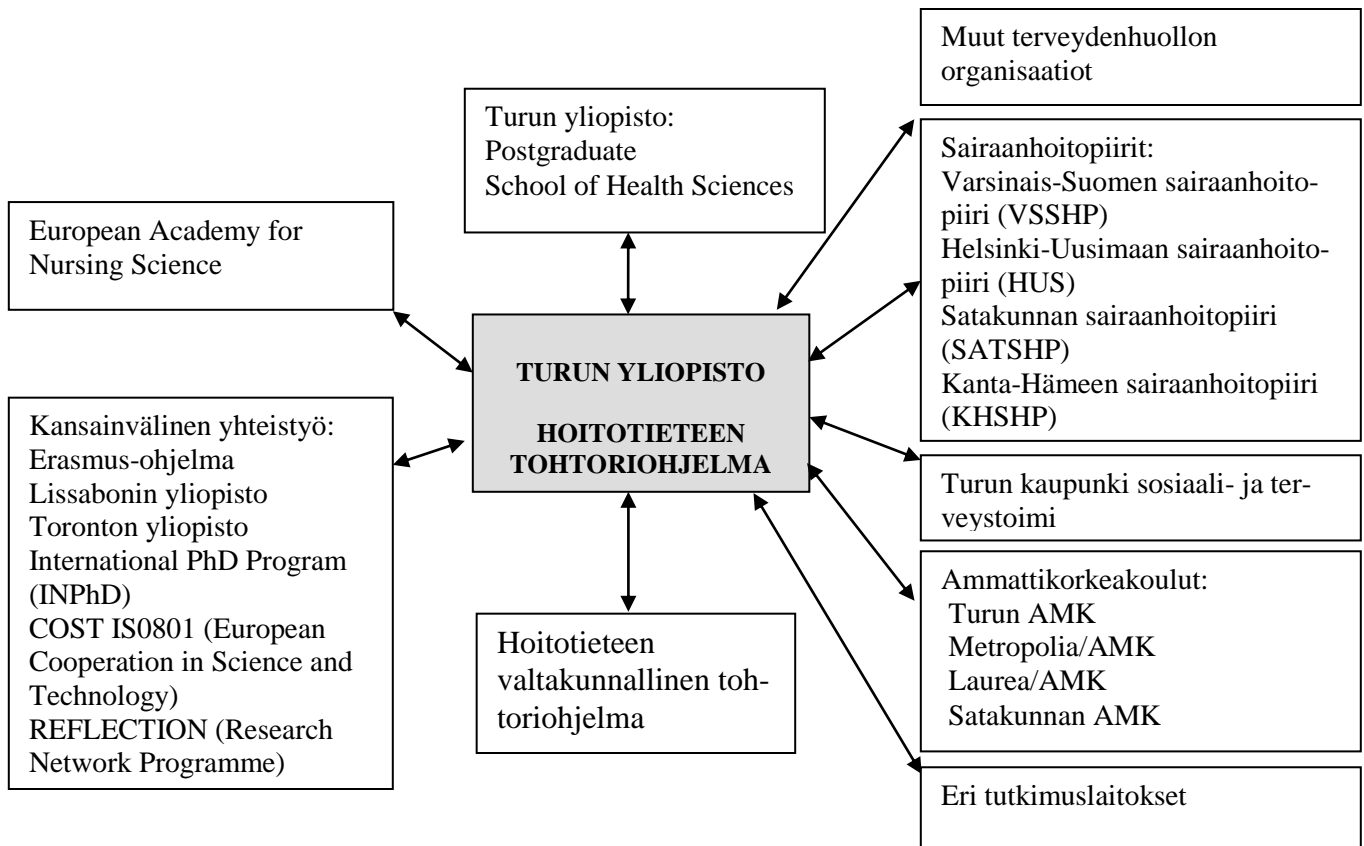 Muut terveydenhuollon
organisaatiot
Turun yliopisto:
Postgraduate
School of Health Sciences
Sairaanhoitopiirit:
Varsinais-Suomen sairaanhoito-
piiri (VSSHP)
Helsinki-Uusimaan sairaanhoito-
piiri (HUS)
Satakunnan sairaanhoitopiiri
(SATSHP)
Kanta-Hämeen sairaanhoitopiiri
(KHSHP)
European Academy for
Nursing Science
TURUN YLIOPISTO
HOITOTIETEEN
TOHTORIOHJELMA
Kansainvälinen yhteistyö:
Erasmus-ohjelma
Lissabonin yliopisto
Toronton yliopisto
International PhD Program
(INPhD)
COST IS0801 (European
Cooperation in Science and
Technology)
REFLECTION (Research
Network Programme)
Turun kaupunki sosiaali- ja ter-
veystoimi
Ammattikorkeakoulut:
Turun AMK
Metropolia/AMK
Laurea/AMK
Satakunnan AMK
Hoitotieteen
valtakunnallinen toh-
toriohjelma
Eri tutkimuslaitokset